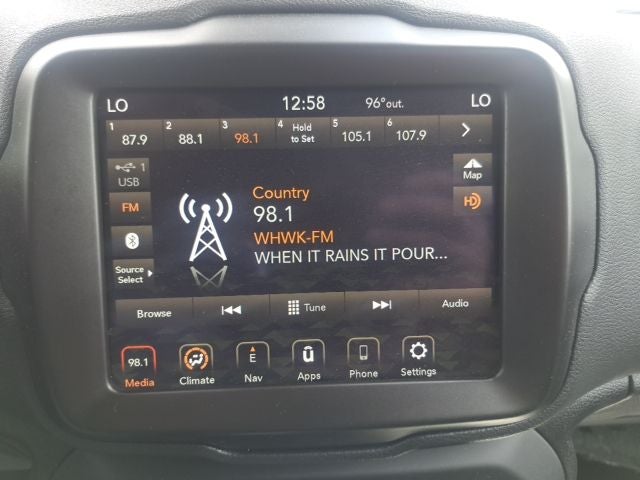 LO 12:58 96°out. LO
1 2 3 4 Hold 5 6
87.9 88.1 98.1 to Set 105.1 107.9
1
USB
Map
FM
HD
Country
98.1
WHWK-FM
WHEN IT RAINS IT POUR...
Source
Select
Browse Tune Audio
98.1 E û
Media Climate Nav Apps Phone Settings